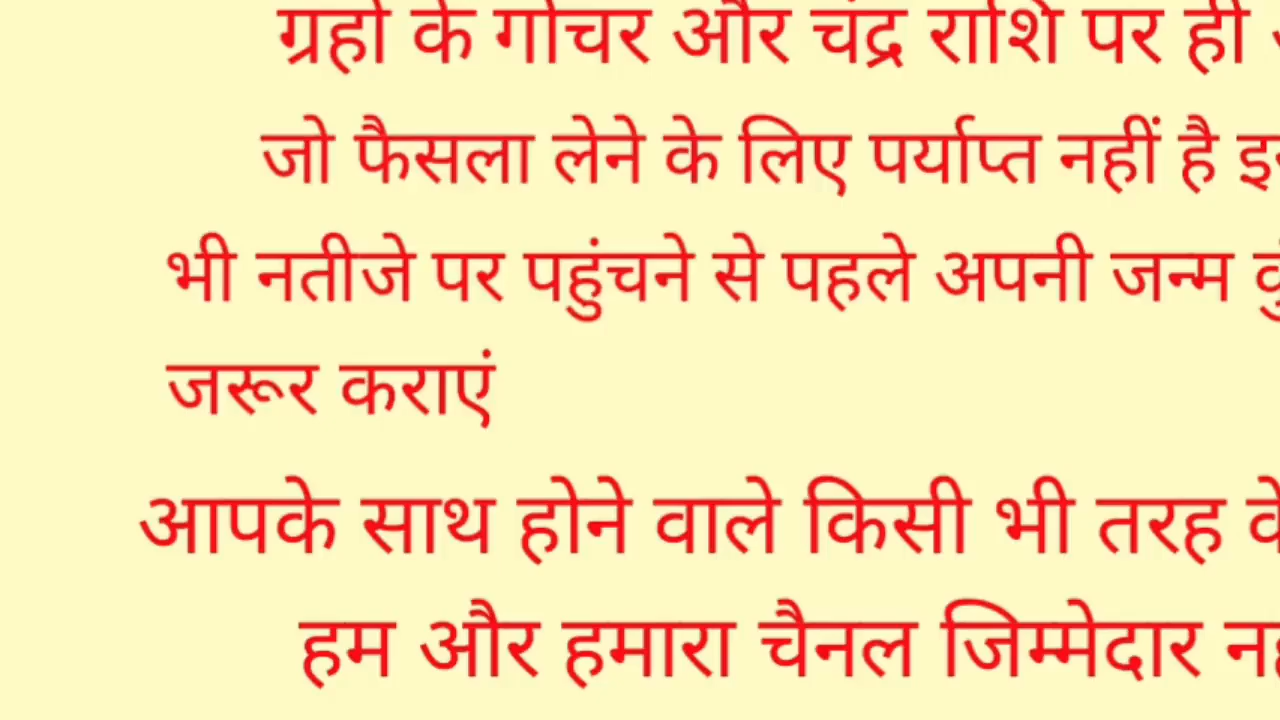 ग्रहों के गोचर और चंद्र राशि पर ही
जो फैसला लेने के लिए पर्याप्त नहीं है
भी नतीजे पर पहुंचने से पहले अपनी जन्म
जरूर कराएं
आपके साथ होने वाले किसी भी तरह
हम और हमारा चैनल जिम्मेदार